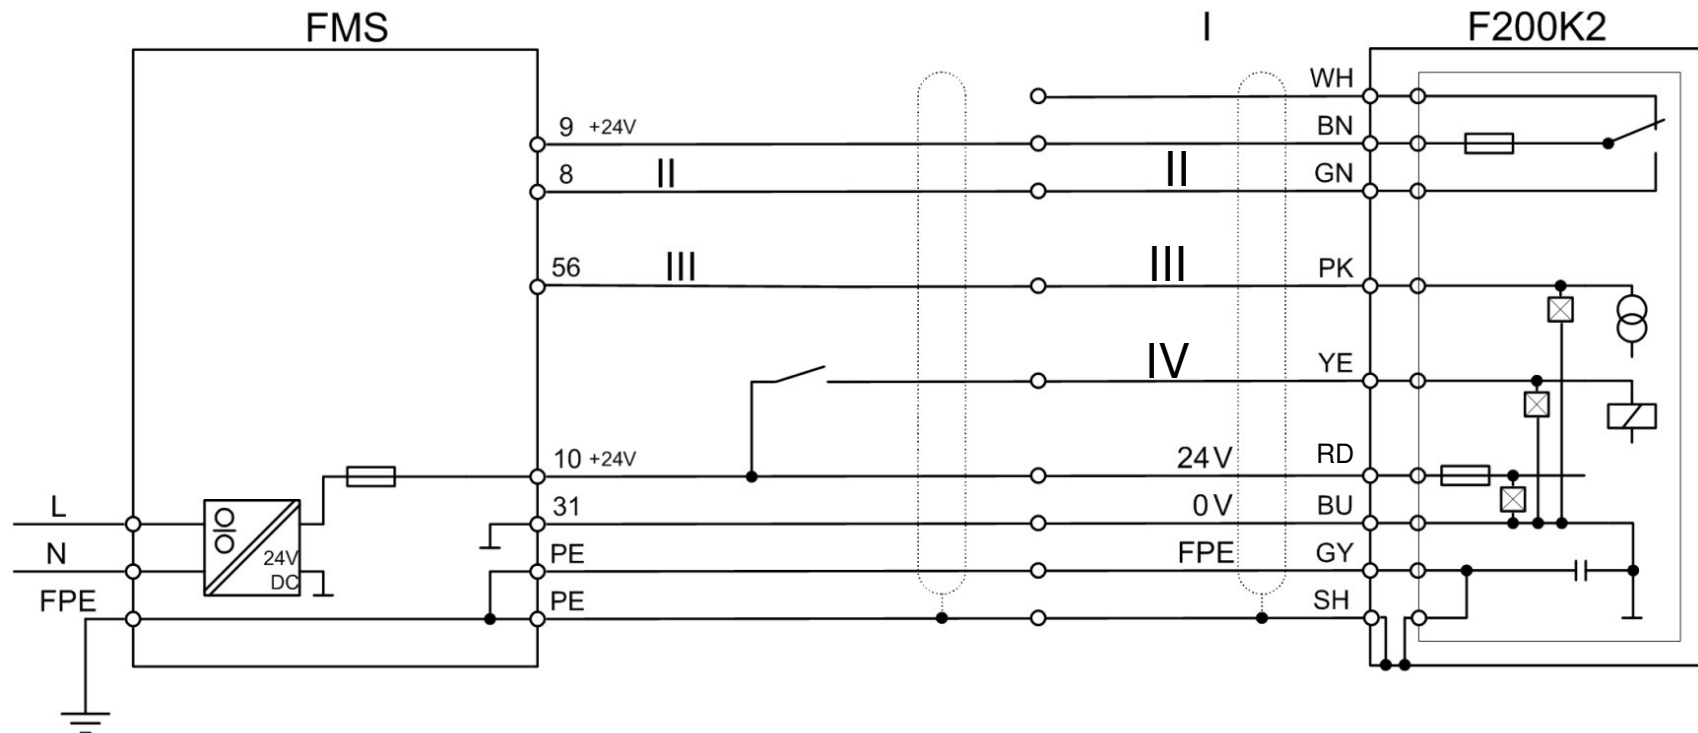 FMS I F200K2
WH
9 +24V BN
8 II II GN
56 III III PK
IV YE
10 +24V 24V RD
L 31 0V BU
N 24V DC PE FPE GY
FPE PE SH